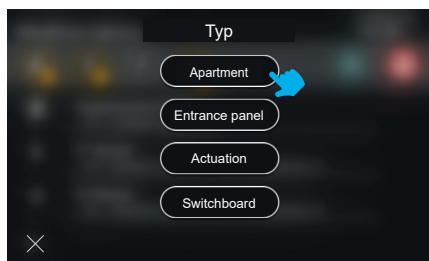 Typ
Apartment
Entrance panel
Actuation
Switchboard